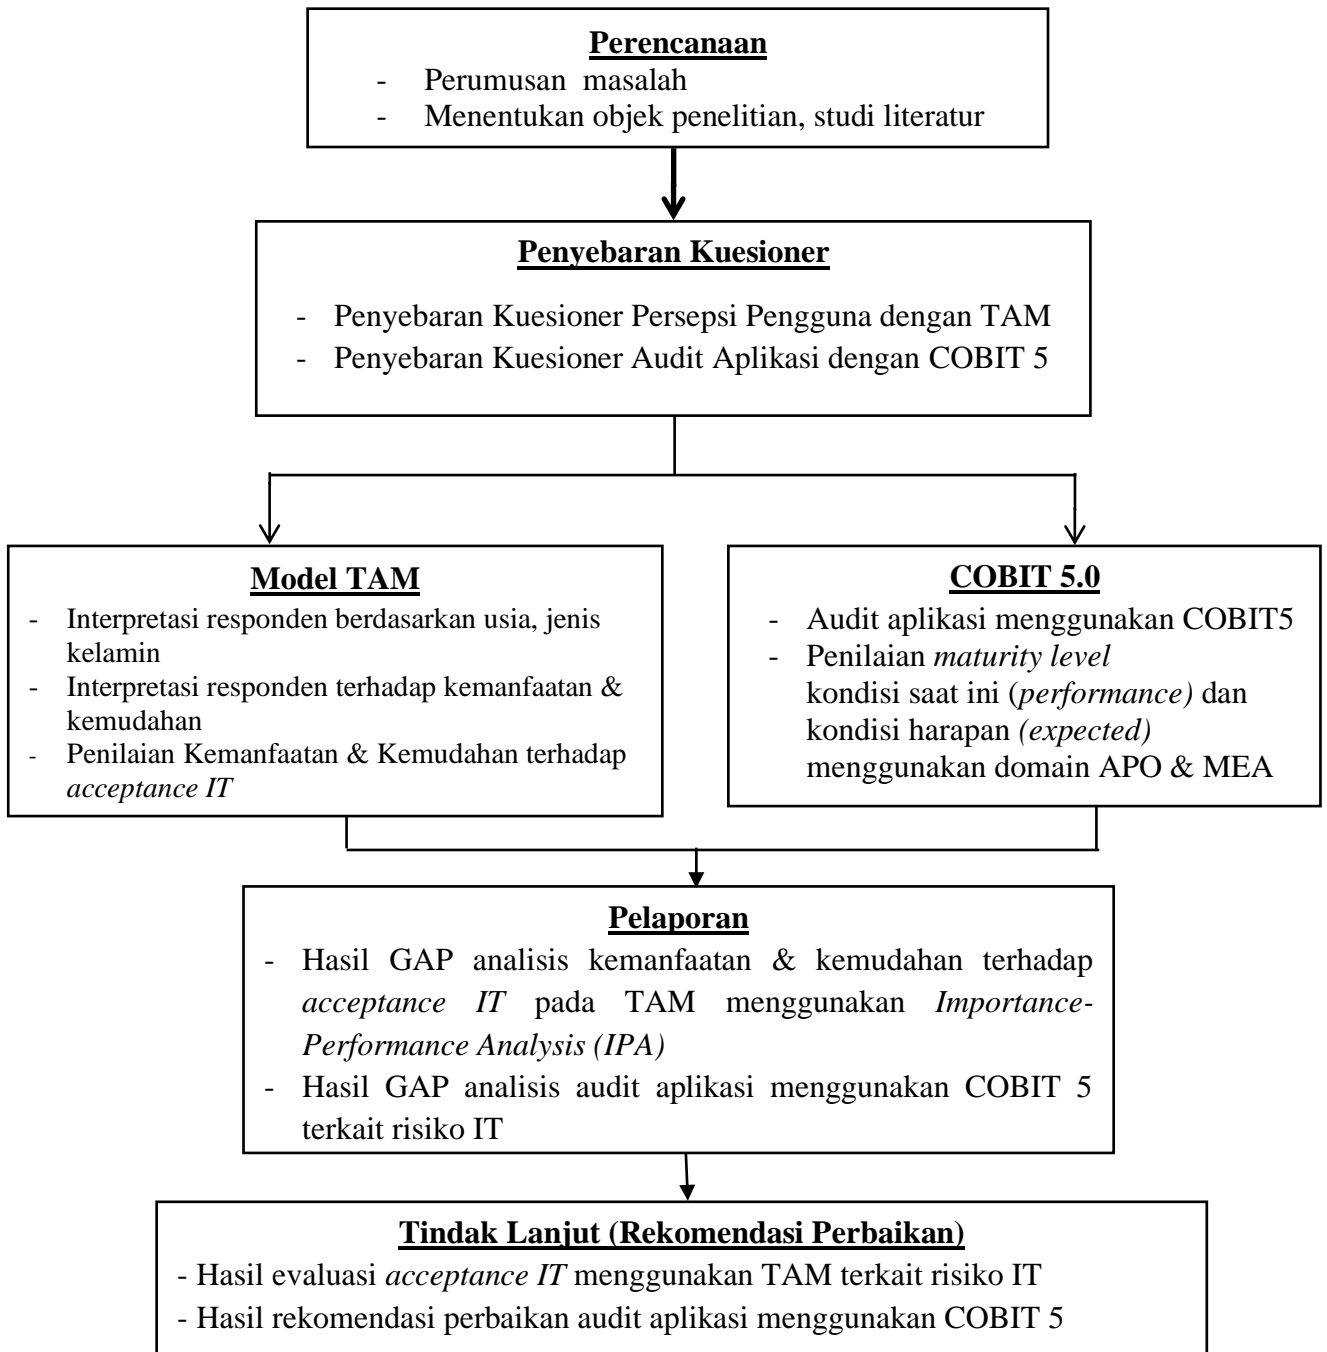 Perencanaan
- Perumusan masalah
- Menentukan objek penelitian, studi literatur
Penyebaran Kuesioner
- Penyebaran Kuesioner Persepsi Pengguna dengan TAM
- Penyebaran Kuesioner Audit Aplikasi dengan COBIT 5
Model TAM
- Interpretasi responden berdasarkan usia, jenis
kelamin
- Interpretasi responden terhadap kemanfaatan &
kemudahan
- Penilaian Kemanfaatan & Kemudahan terhadap
acceptance IT
COBIT 5.0
- Audit aplikasi menggunakan COBIT5
- Penilaian maturity level
kondisi saat ini (performance) dan
kondisi harapan (expected)
menggunakan domain APO & MEA
Pelaporan
- Hasil GAP analisis kemanfaatan & kemudahan terhadap
acceptance IT pada TAM menggunakan Importance-
Performance Analysis (IPA)
- Hasil GAP analisis audit aplikasi menggunakan COBIT 5
terkait risiko IT
Tindak Lanjut (Rekomendasi Perbaikan)
- Hasil evaluasi acceptance IT menggunakan TAM terkait risiko IT
- Hasil rekomendasi perbaikan audit aplikasi menggunakan COBIT 5